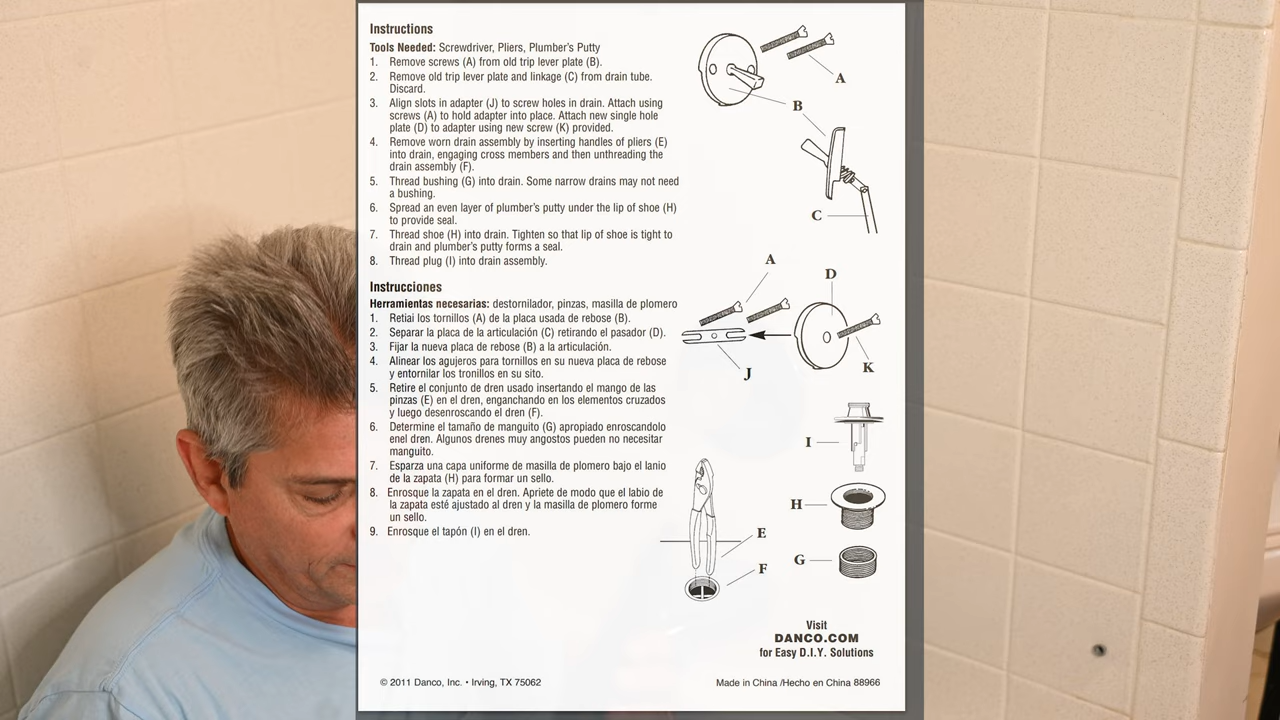 Instructions
Tools Needed: Screwdriver, Pliers, Plumber's Putty
1. Remove screws (A) from old trip lever plate (B).
2. Remove old trip lever plate and linkage (C) from drain tube.
Discard.
3. Align slots in adapter (J) to screw holes in drain. Attach using
screws (A) to hold adapter into place. Attach new single hole
plate (D) to adapter using new screw (K) provided.
4. Remove worn drain assembly by inserting handles of pliers (E)
into drain, engaging cross members and then unthreading the
drain assembly (F).
5. Thread bushing (G) into drain. Some narrow drains may not need
a bushing.
6. Spread an even layer of plumber's putty under the lip of shoe (H)
to provide seal.
7. Thread shoe (H) into drain. Tighten so that lip of shoe is tight to
drain and plumber's putty forms a seal.
8. Thread plug (I) into drain assembly.
Instrucciones
Herramientas necesarias: destornilador, pinzas, masilla de plomero
1. Retiai los tornillos (A) de la placa usada de rebose (B).
2. Separar la placa de la articulación (C) retirando el pasador (D).
3. Fijar la nueva placa de rebose (B) a la articulación.
4. Alinear los agujeros para tornillos en su nueva placa de rebose
y entornilar los tronillos en su sito.
5. Retire el conjunto de dren usado insertando el mango de las
pinzas (E) en el dren, enganchando en los elementos cruzados
y luego desenroscando el dren (F).
6. Determine el tamaño de manguito (G) apropiado enroscandolo
enel dren. Algunos drenes muy angostos pueden no necesitar
manguito.
7. Esparza una capa uniforme de masilla de plomero bajo el lanio
de la zapata (H) para formar un sello.
8. Enrosque la zapata en el dren. Apriete de modo que el labio de
la zapata esté ajustado al dren y la masilla de plomero forme
un sello.
9. Enrosque el tapón (I) en el dren.
A
B
C
A
D
J
K
I
H
E
G
F
Visit
DANCO.COM
for Easy D.I.Y. Solutions
© 2011 Danco, Inc. • Irving, TX 75062
Made in China /Hecho en China 88966